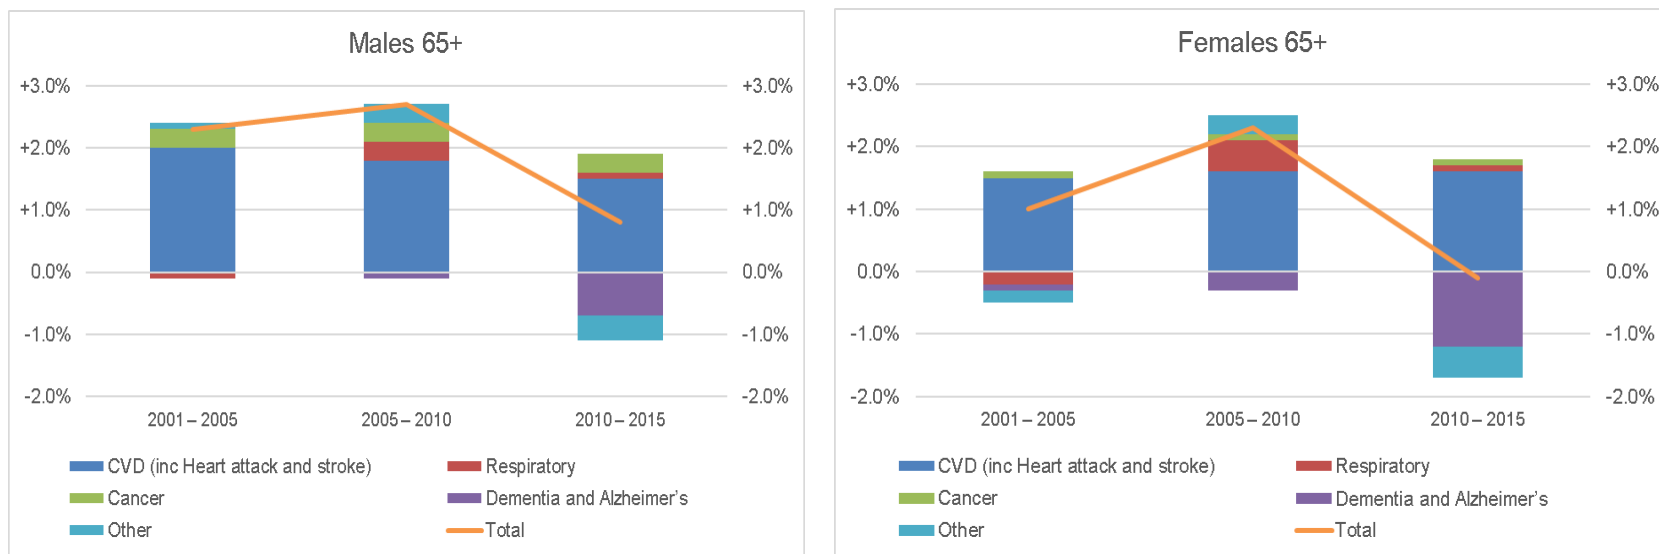 Males 65+
+3.0% +3.0%
+2.0% +2.0%
+1.0% +1.0%
0.0% 0.0%
-1.0% -1.0%
-2.0% -2.0%
2001 – 2005 2005 – 2010 2010 – 2015
CVD (inc Heart attack and stroke) Respiratory
Cancer Dementia and Alzheimer’s
Other Total
Females 65+
+3.0% +3.0%
+2.0% +2.0%
+1.0% +1.0%
0.0% 0.0%
-1.0% -1.0%
-2.0% -2.0%
2001 – 2005 2005 – 2010 2010 – 2015
CVD (inc Heart attack and stroke) Respiratory
Cancer Dementia and Alzheimer’s
Other Total